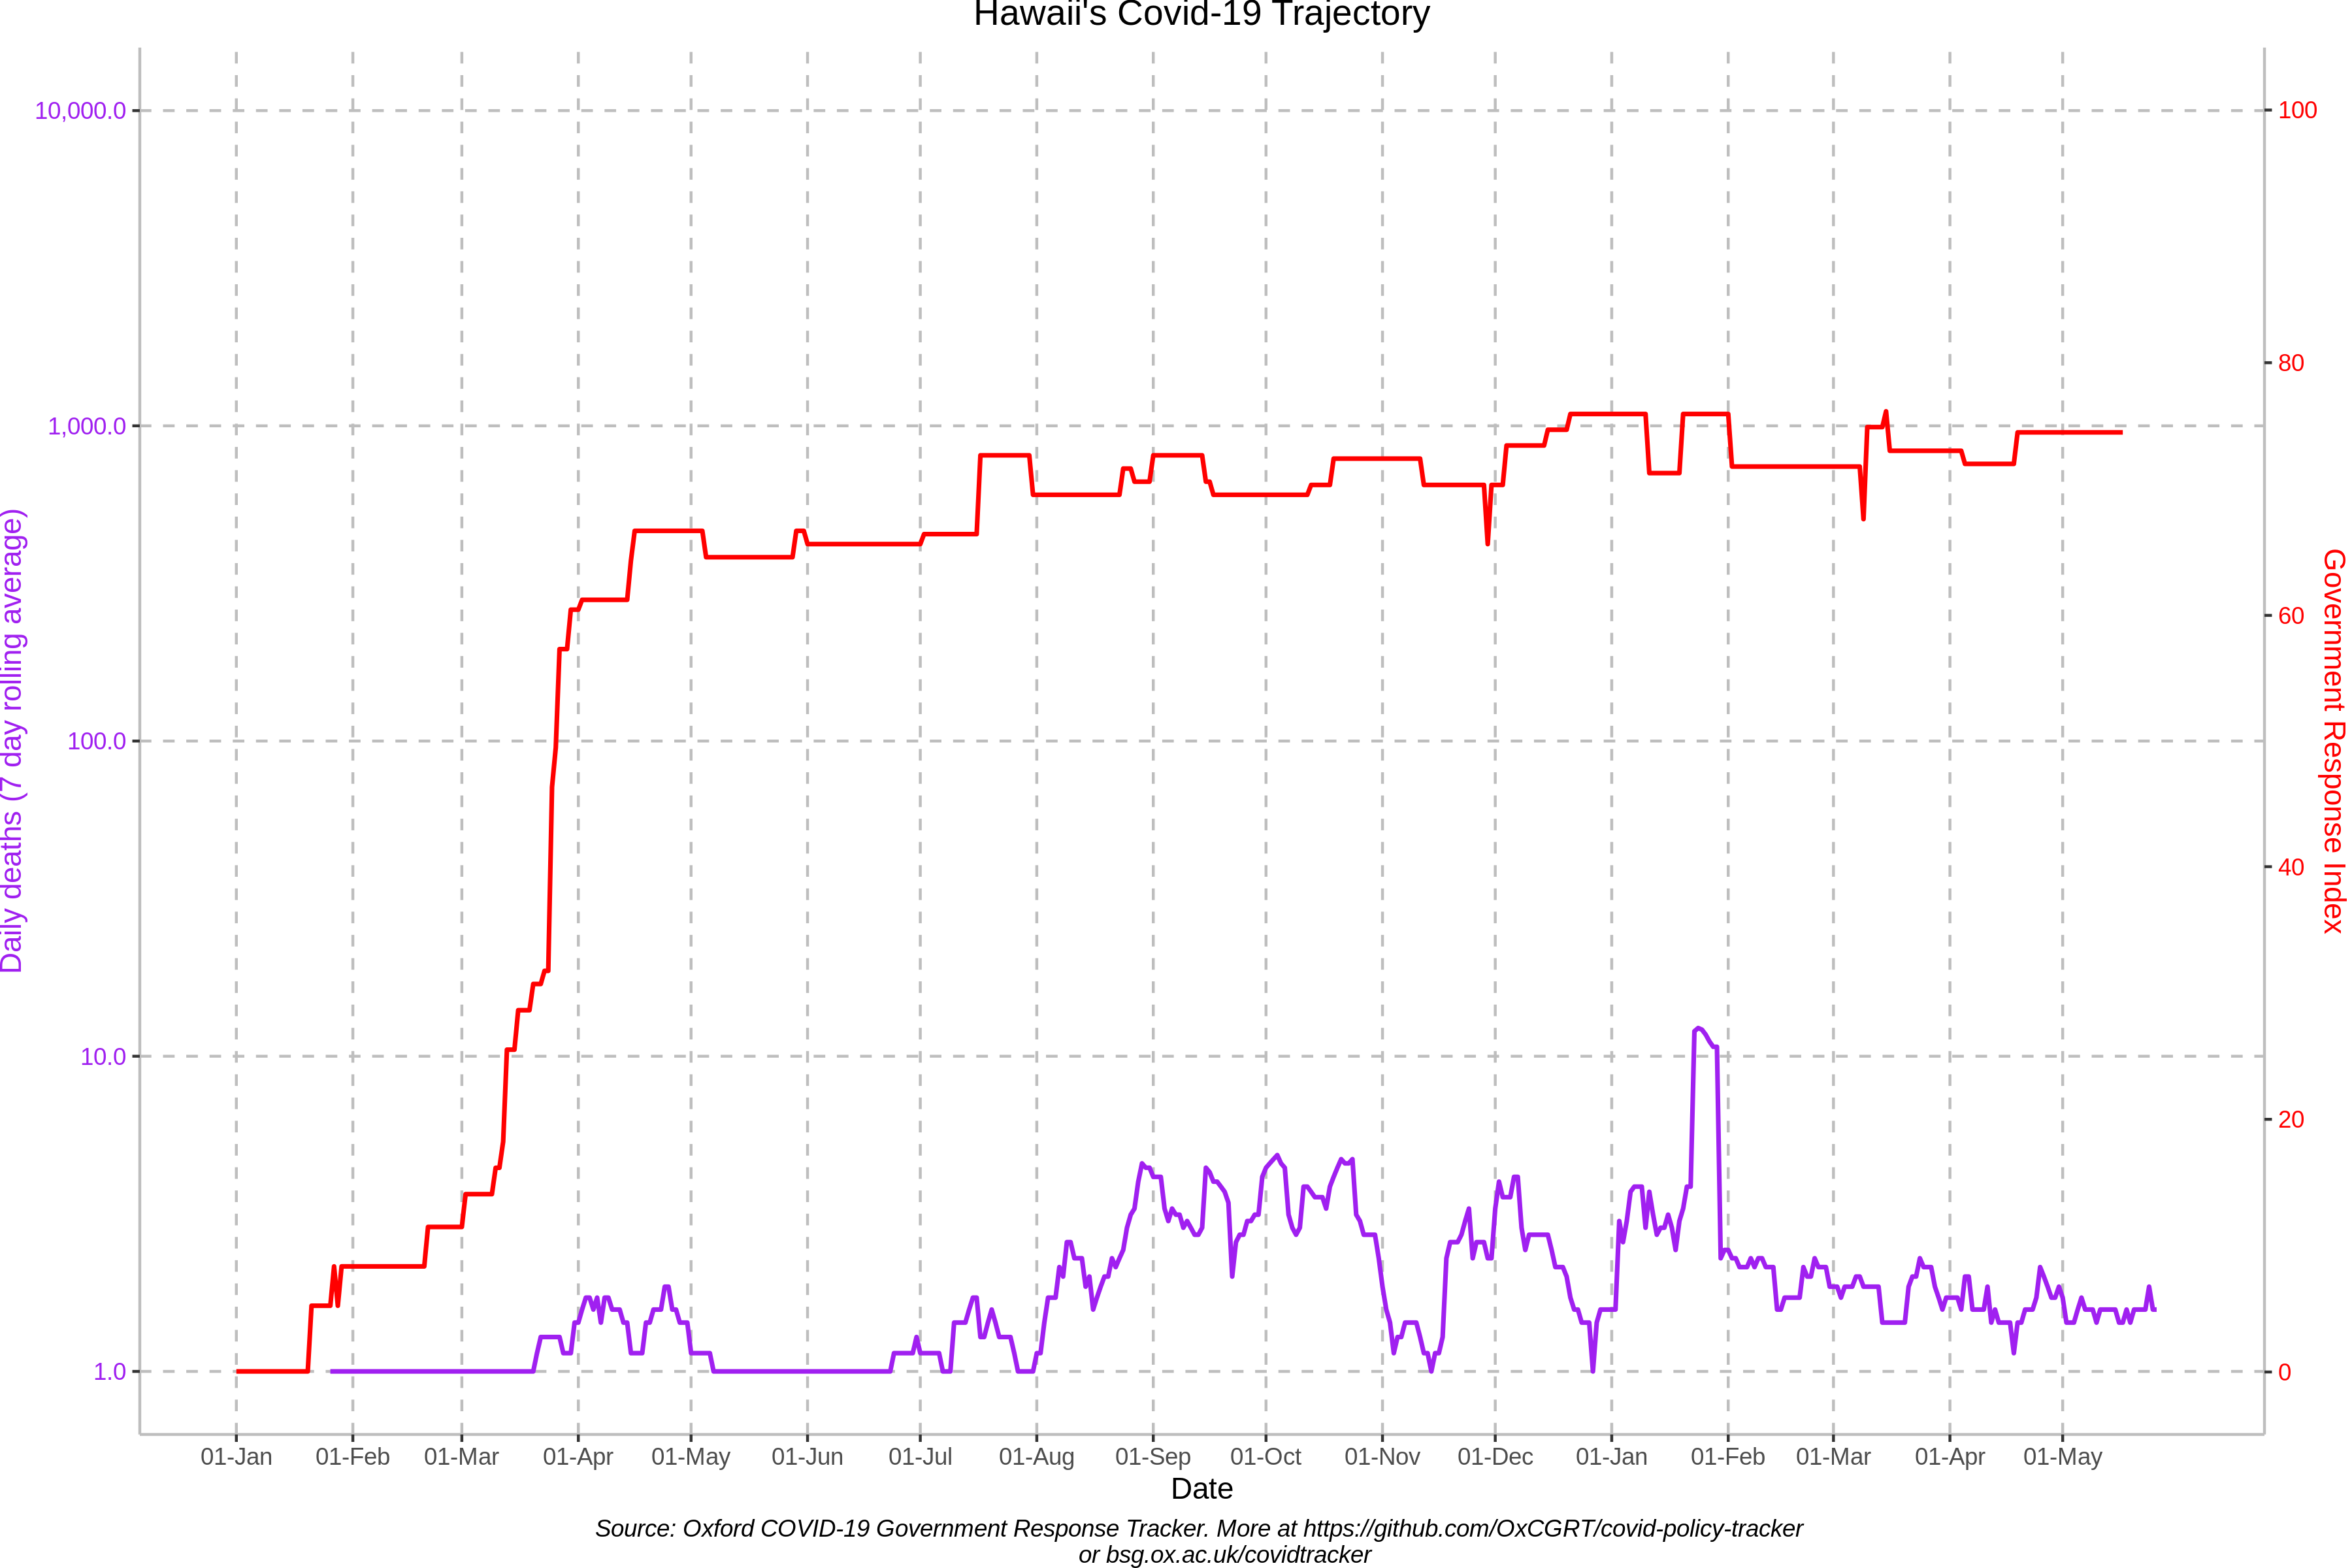 Hawaii's Covid-19 Trajectory
10,000.0
1,000.0
100.0
10.0
1.0
Daily deaths (7 day rolling average)
100
80
60
40
20
0
Government Response Index
01-Jan 01-Feb 01-Mar 01-Apr 01-May 01-Jun 01-Jul 01-Aug 01-Sep 01-Oct 01-Nov 01-Dec 01-Jan 01-Feb 01-Mar 01-Apr 01-May
Date
Source: Oxford COVID-19 Government Response Tracker. More at https://github.com/OxCGRT/covid-policy-tracker
or bsg.ox.ac.uk/covidtracker